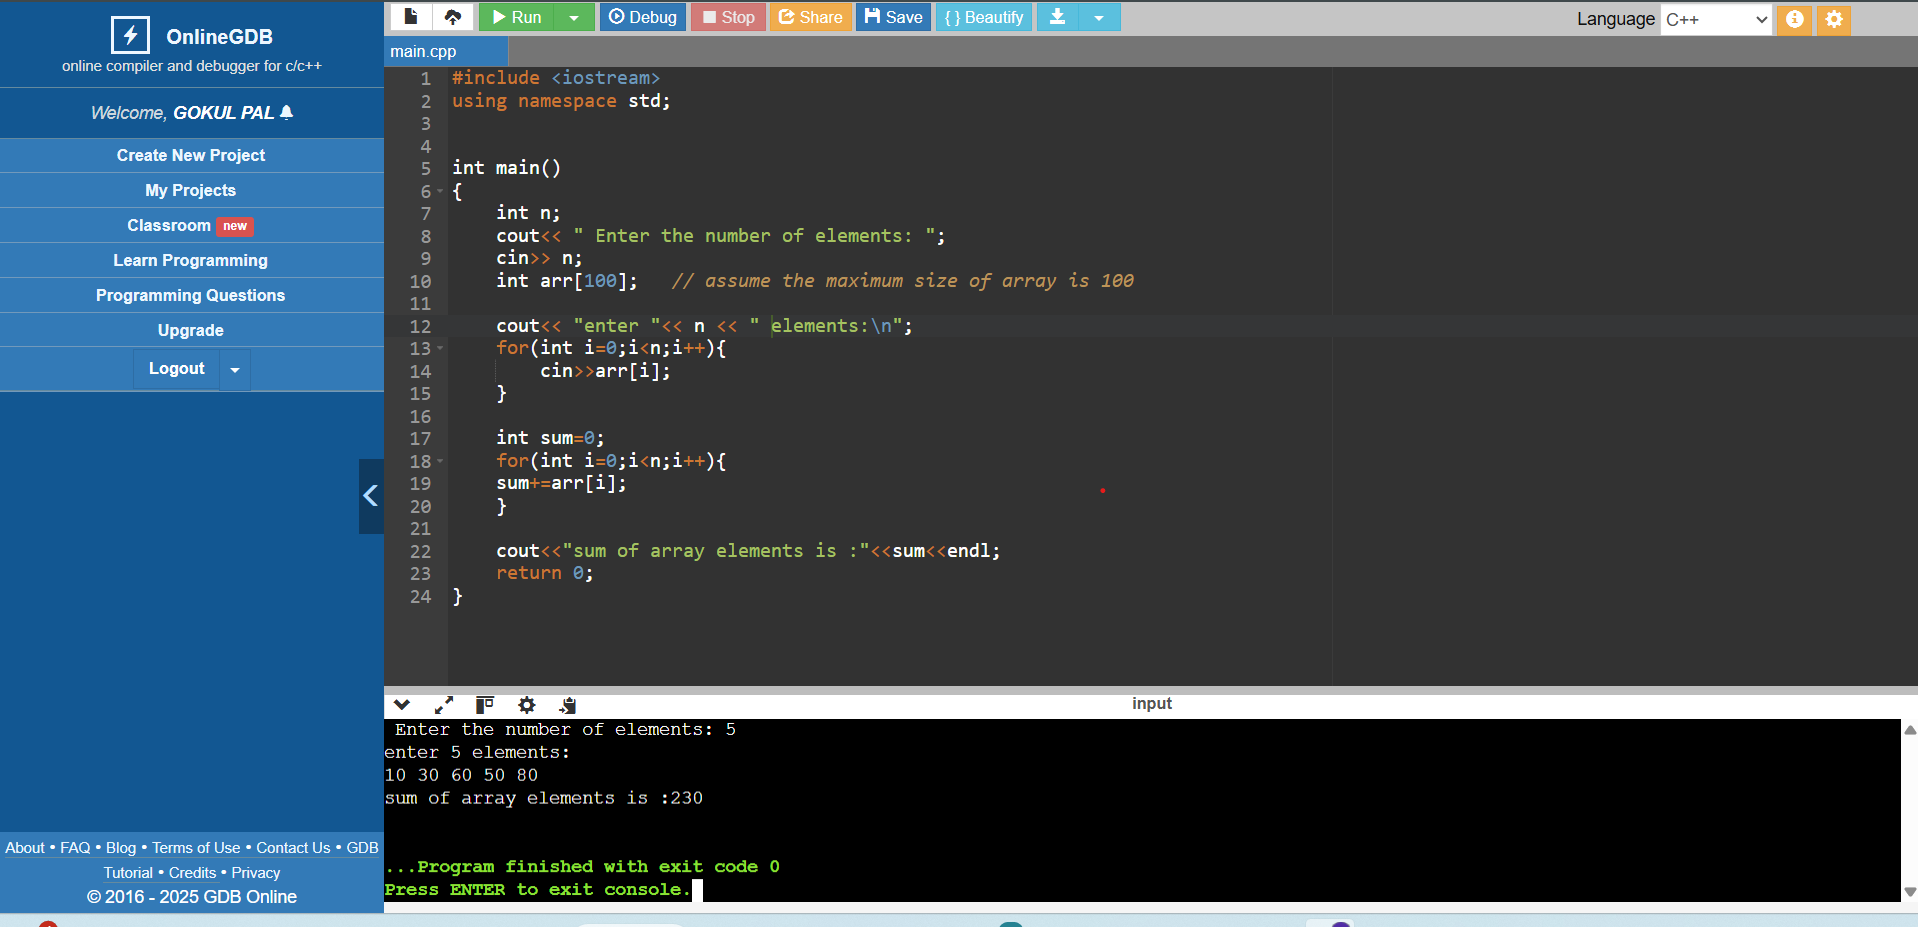 OnlineGDB
online compiler and debugger for c/c++
Welcome, GOKUL PAL
Create New Project
My Projects
Classroom new
Learn Programming
Programming Questions
Upgrade
Logout
About • FAQ • Blog • Terms of Use • Contact Us • GDB
Tutorial • Credits • Privacy
© 2016 - 2025 GDB Online
Run Debug Stop Share Save { } Beautify Language C++
main.cpp
1 #include <iostream>
2 using namespace std;
3
4
5 int main()
6 {
7     int n;
8     cout<< " Enter the number of elements: ";
9     cin>> n;
10     int arr[100];   // assume the maximum size of array is 100
11
12     cout<< "enter "<< n << " elements:\n";
13     for(int i=0;i<n;i++){
14         cin>>arr[i];
15     }
16
17     int sum=0;
18     for(int i=0;i<n;i++){
19     sum+=arr[i];
20     }
21
22     cout<<"sum of array elements is :"<<sum<<endl;
23     return 0;
24 }
input
 Enter the number of elements: 5
enter 5 elements:
10 30 60 50 80
sum of array elements is :230
...Program finished with exit code 0
Press ENTER to exit console.